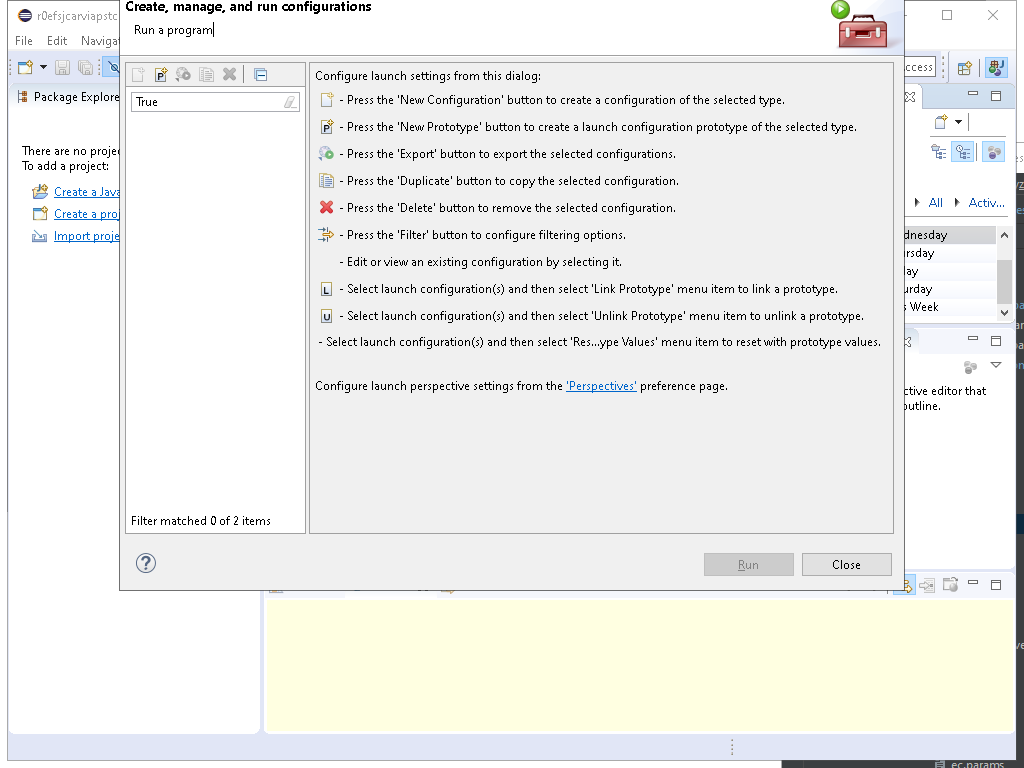 Create, manage, and run configurations
Run a program
r0efsjcarviapstc
File Edit Navigat
Package Explore
There are no projec
To add a project:
Create a Java
Create a proj
Import proje
True
Filter matched 0 of 2 items
Configure launch settings from this dialog:
- Press the 'New Configuration' button to create a configuration of the selected type.
P - Press the 'New Prototype' button to create a launch configuration prototype of the selected type.
- Press the 'Export' button to export the selected configurations.
- Press the 'Duplicate' button to copy the selected configuration.
- Press the 'Delete' button to remove the selected configuration.
- Press the 'Filter' button to configure filtering options.
- Edit or view an existing configuration by selecting it.
L - Select launch configuration(s) and then select 'Link Prototype' menu item to link a prototype.
U - Select launch configuration(s) and then select 'Unlink Prototype' menu item to unlink a prototype.
- Select launch configuration(s) and then select 'Res...ype Values' menu item to reset with prototype values.
Configure launch perspective settings from the 'Perspectives' preference page.
? Run Close
ccess
All Activ...
dnesday
rsday
ay
urday
s Week
ctive editor that
outline.
ec.params